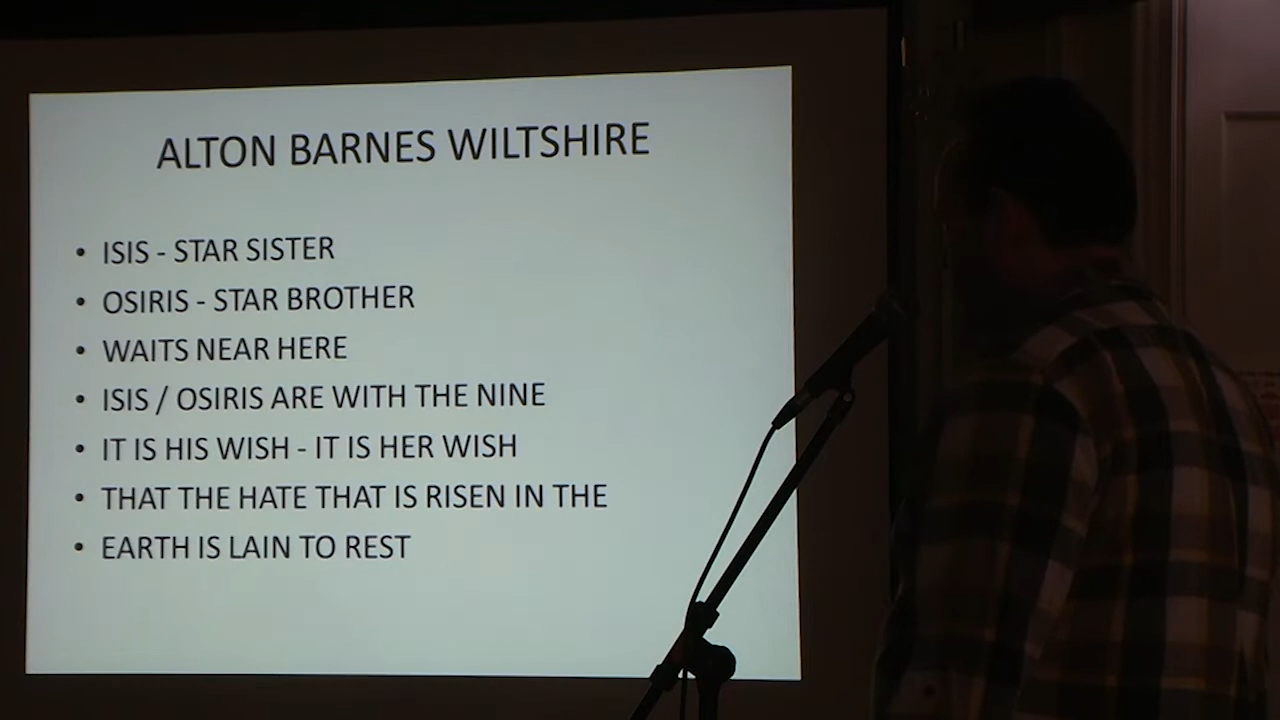 ALTON BARNES WILTSHIRE
• ISIS - STAR SISTER
• OSIRIS - STAR BROTHER
• WAITS NEAR HERE
• ISIS / OSIRIS ARE WITH THE NINE
• IT IS HIS WISH - IT IS HER WISH
• THAT THE HATE THAT IS RISEN IN THE
• EARTH IS LAIN TO REST